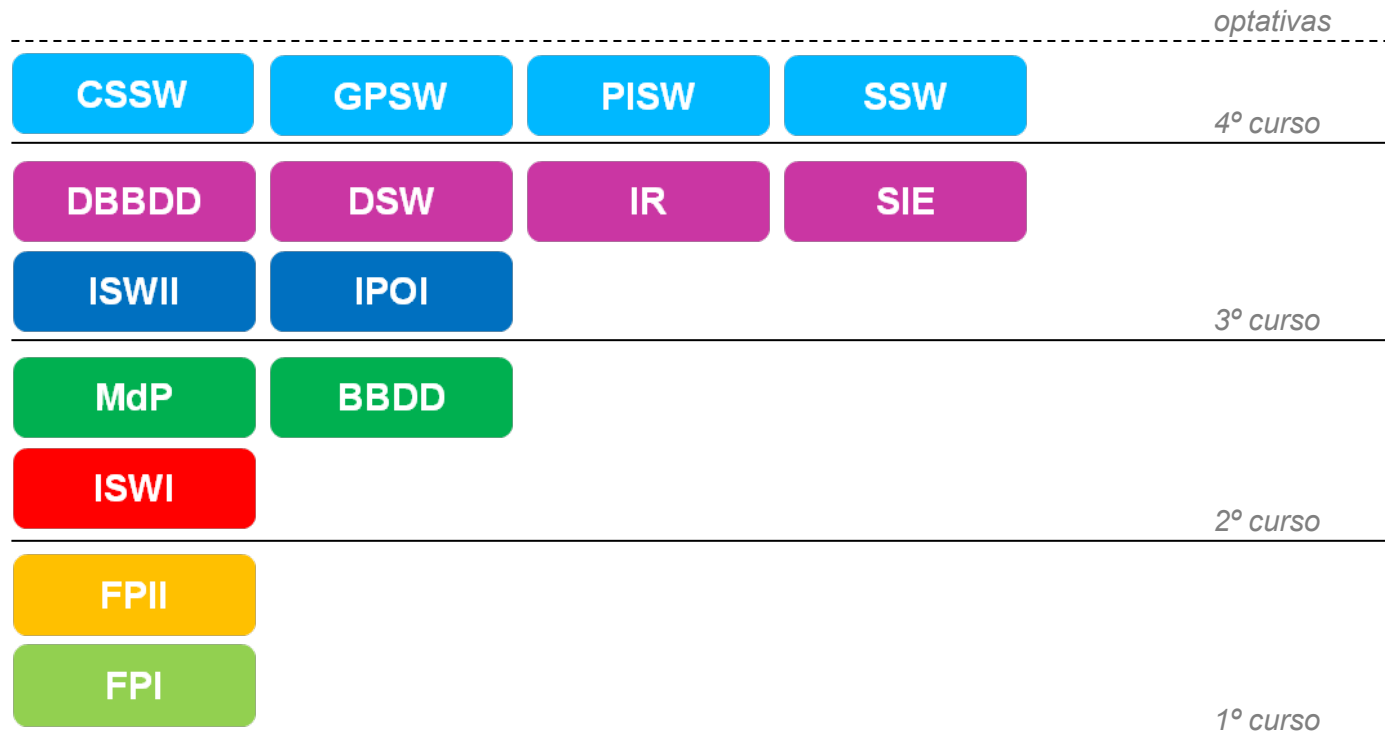 optativas
CSSW GPSW PISW SSW
4º curso
DBBDD DSW IR SIE
ISWII IPOI
3º curso
MdP BBDD
ISWI
2º curso
FPII
FPI
1º curso